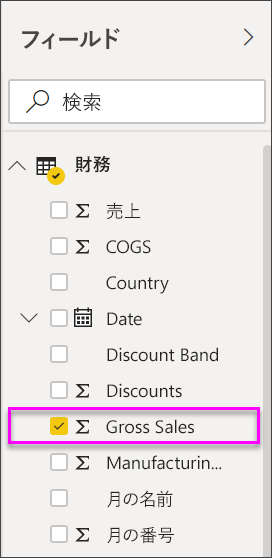 フィールド
検索
財務
売上
COGS
Country
Date
Discount Band
Discounts
Gross Sales
Manufacturin...
月の名前
月の番号